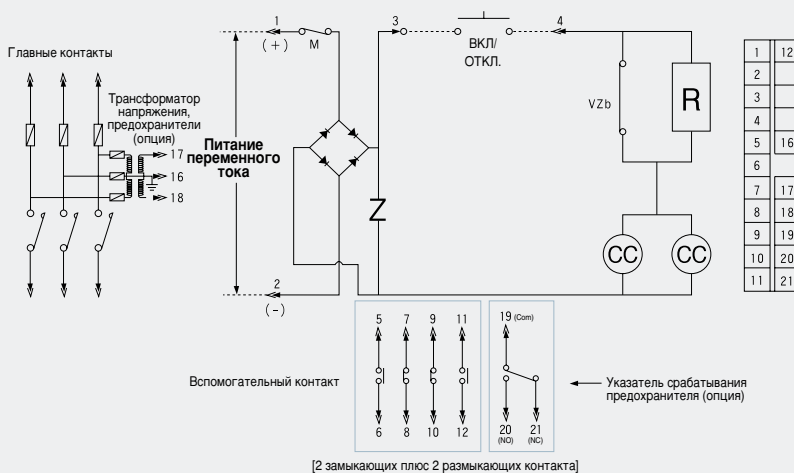 Главные контакты
Трансформатор
напряжения,
предохранители
(опция)
17
16
18
Питание
переменного
тока
1
(+)
M
3
4
ВКЛ/
ОТКЛ.
VZb
R
Z
CC
CC
2
(-)
1 12
2
3
4
5 16
6
7 17
8 18
9 19
10 20
11 21
Вспомогательный контакт
5 7 9 11
6 8 10 12
19 (Com)
20 21
(NO) (NC)
Указатель срабатывания
предохранителя (опция)
[2 замыкающих плюс 2 размыкающих контакта]